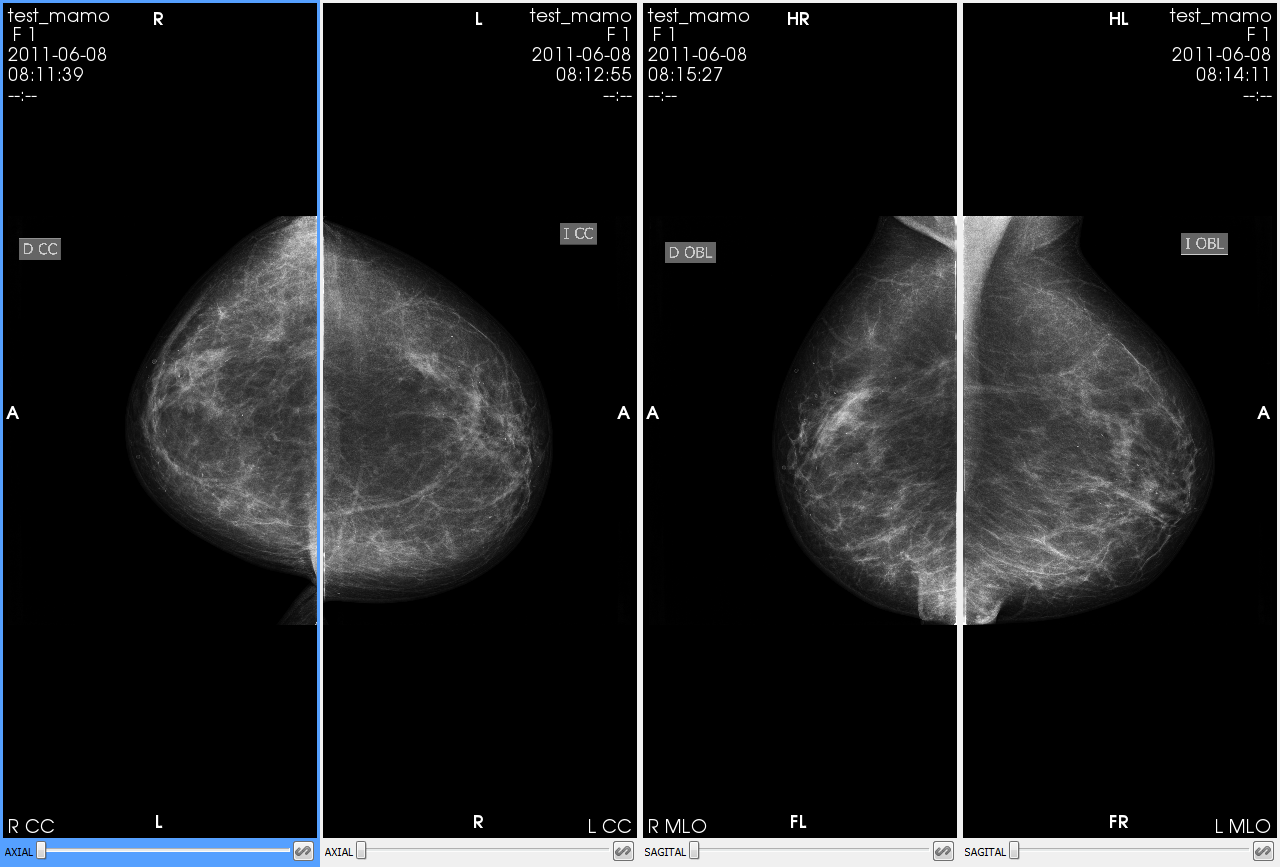 test_mamo
F 1
2011-06-08
08:11:39
--:--
R
D CC
A
R CC
L
AXIAL
L
test_mamo
F 1
2011-06-08
08:12:55
--:--
I CC
A
R
L CC
AXIAL
test_mamo
F 1
2011-06-08
08:15:27
--:--
HR
D OBL
A
R MLO
FL
SAGITAL
HL
test_mamo
F 1
2011-06-08
08:14:11
--:--
I OBL
A
FR
L MLO
SAGITAL